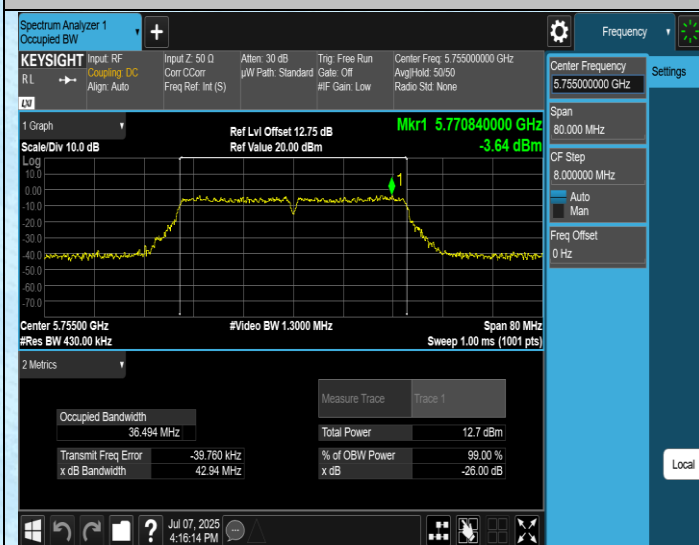 Spectrum Analyzer 1
Occupied BW
Frequency
KEYSIGHT
R L
LXI
Input: RF
Coupling: DC
Align: Auto
Input Z: 50 Ω
Corr CCorr
Freq Ref: Int (S)
Atten: 30 dB
µW Path: Standard
Trig: Free Run
Gate: Off
#IF Gain: Low
Center Freq: 5.755000000 GHz
Avg|Hold: 50/50
Radio Std: None
Center Frequency
5.755000000 GHz
Settings
Span
80.000 MHz
CF Step
8.000000 MHz
Auto
Man
Freq Offset
0 Hz
Local
1 Graph
Scale/Div 10.0 dB
Ref Lvl Offset 12.75 dB
Ref Value 20.00 dBm
Mkr1 5.770840000 GHz
-3.64 dBm
Log
10.0
0.00
-10.0
-20.0
-30.0
-40.0
-50.0
-60.0
-70.0
1
Center 5.75500 GHz
#Res BW 430.00 kHz
#Video BW 1.3000 MHz
Span 80 MHz
Sweep 1.00 ms (1001 pts)
2 Metrics
Measure Trace Trace 1
Occupied Bandwidth
36.494 MHz
Total Power 12.7 dBm
Transmit Freq Error -39.760 kHz
% of OBW Power 99.00 %
x dB Bandwidth 42.94 MHz
x dB -26.00 dB
Jul 07, 2025
4:16:14 PM